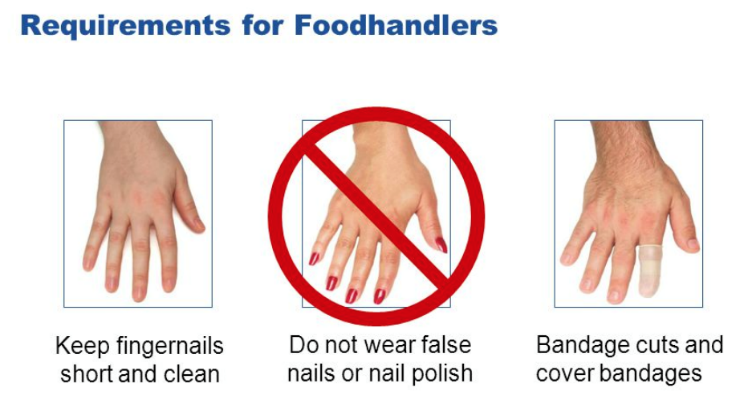 Requirements for Foodhandlers
Keep fingernails
short and clean
Do not wear false
nails or nail polish
Bandage cuts and
cover bandages